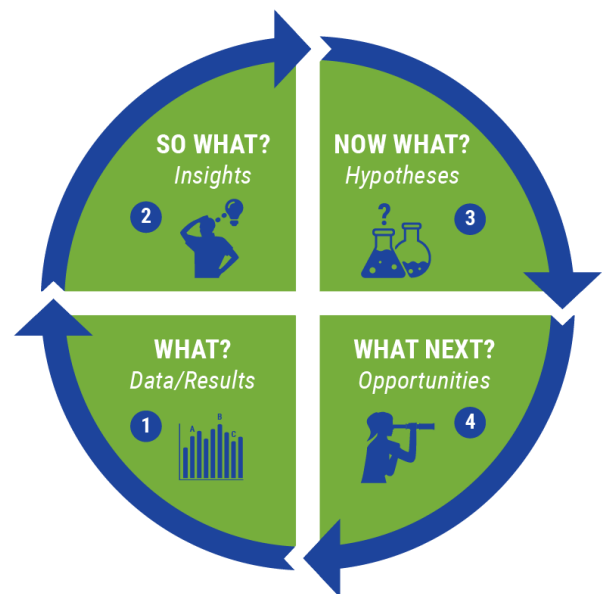 SO WHAT?
Insights
2
NOW WHAT?
Hypotheses
?
3
WHAT?
Data/Results
1
A
B
C
WHAT NEXT?
Opportunities
4